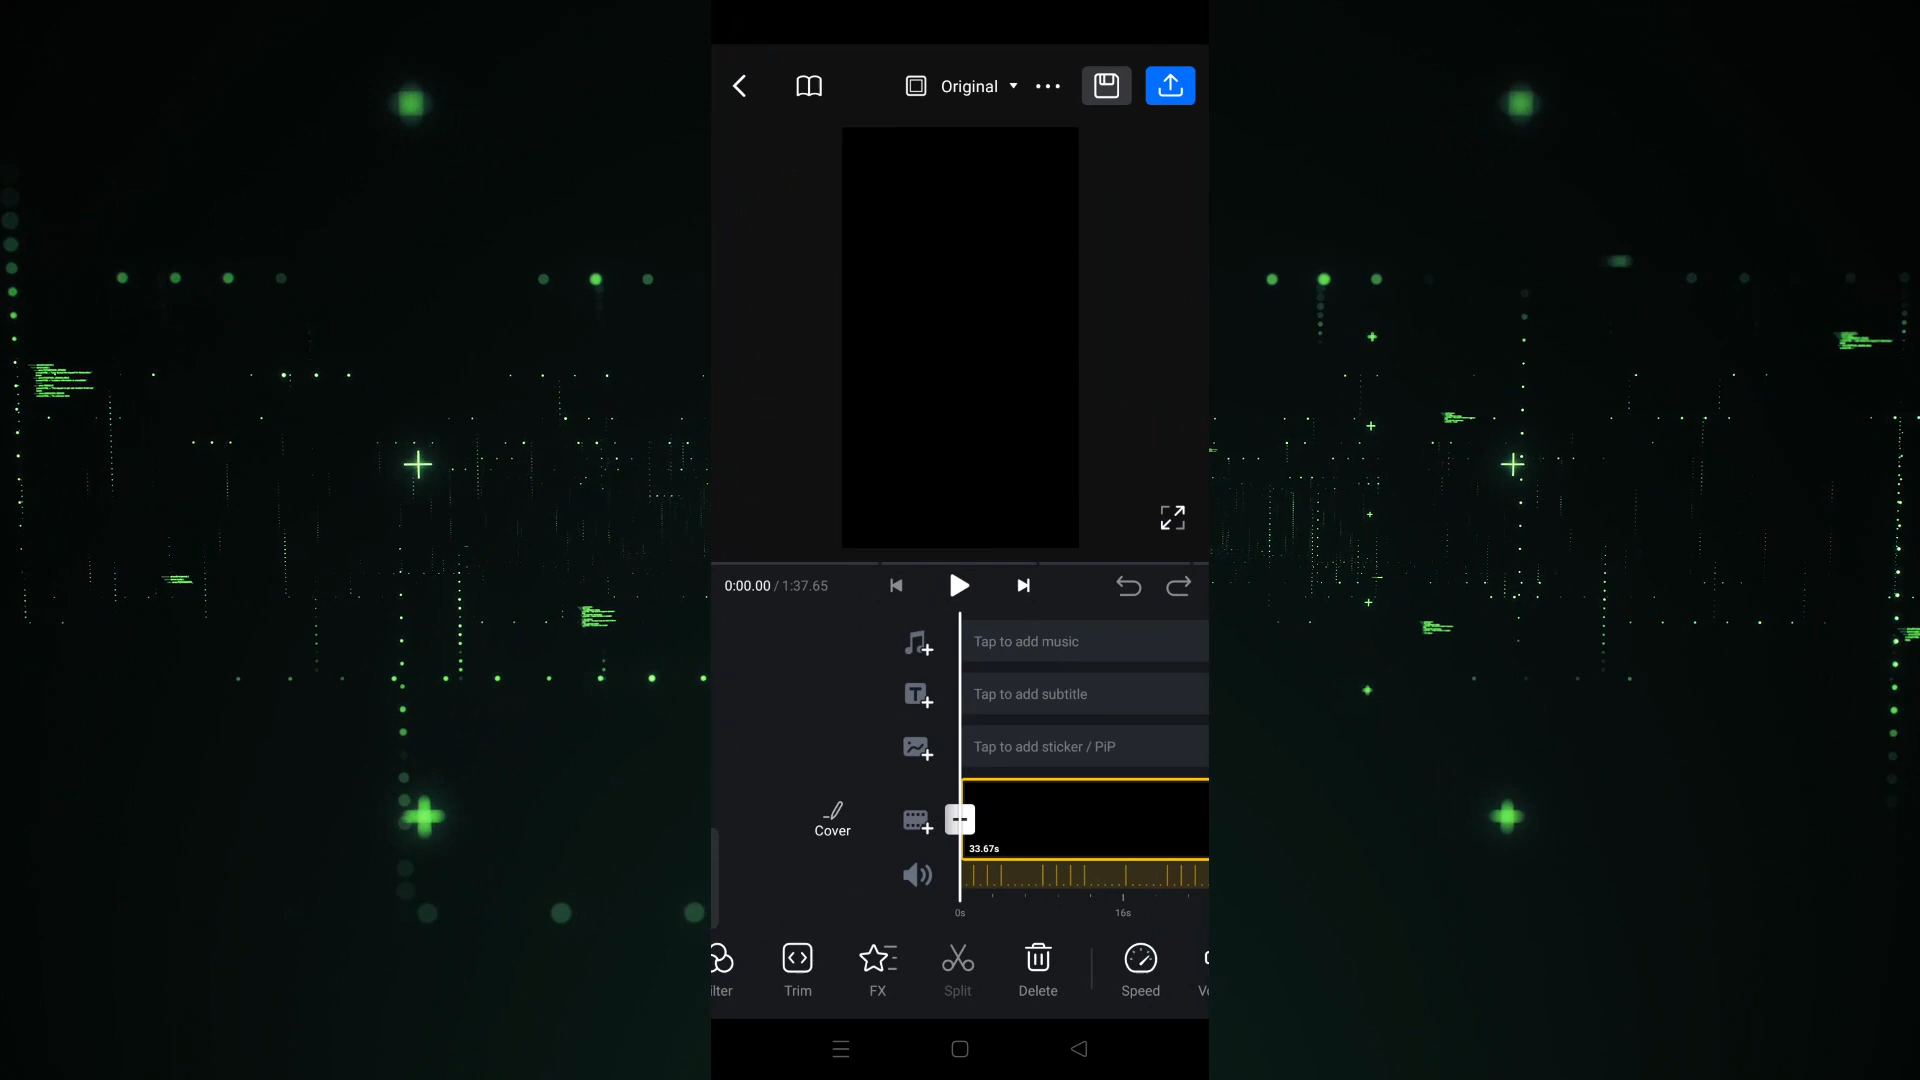 Original
0:00.00 / 1:37.65
Tap to add music
Tap to add subtitle
Tap to add sticker / PiP
Cover
33.67s
0s 16s
ilter Trim FX Split Delete Speed